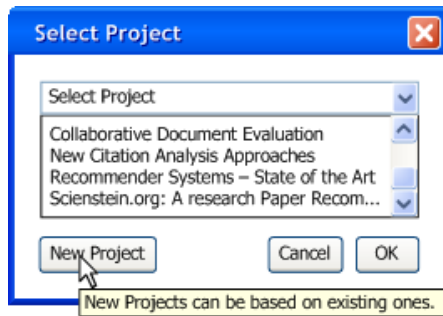 Select Project
Select Project
Collaborative Document Evaluation
New Citation Analysis Approaches
Recommender Systems – State of the Art
Scienstein.org: A research Paper Recom...
New Project
Cancel
OK
New Projects can be based on existing ones.